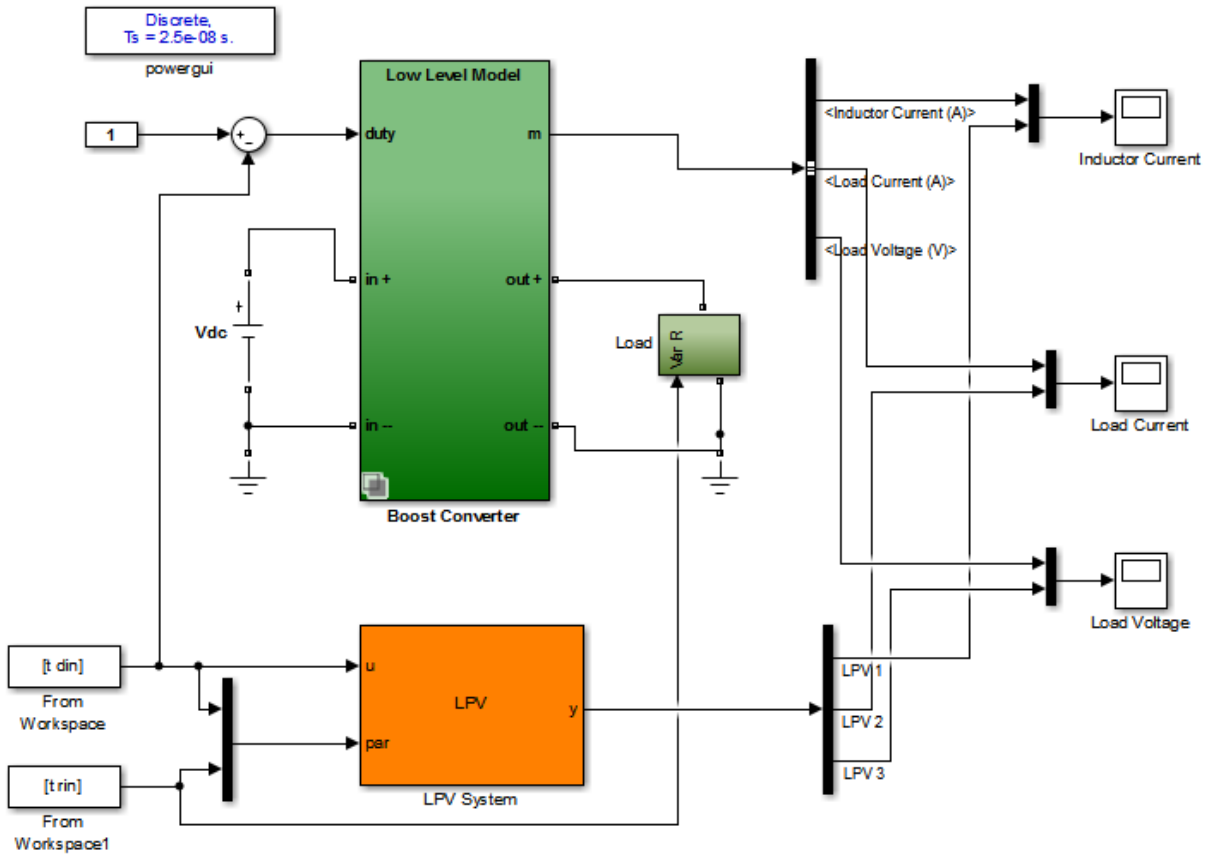 Discrete,
Ts = 2.5e-08 s.
powergui
Low Level Model
1
+
-
duty
m
<Inductor Current (A)>
Inductor Current
<Load Current (A)>
<Load Voltage (V)>
in +
out +
+
Vdc
Load
Var R
Load Current
in --
out --
Boost Converter
Load Voltage
[t din]
From
Workspace
u
LPV
y
par
LPV System
LPV 1
LPV 2
LPV 3
[t rin]
From
Workspace1